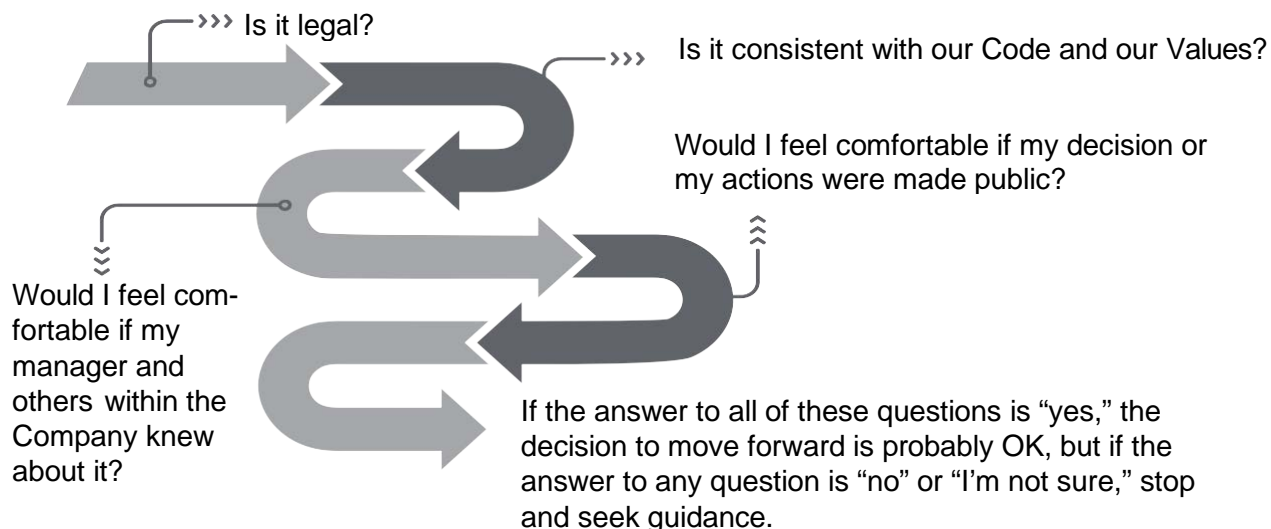 Is it legal?
Is it consistent with our Code and our Values?
Would I feel com-
fortable if my
manager and
others within the
Company knew
about it?
Would I feel comfortable if my decision or
my actions were made public?
If the answer to all of these questions is “yes,” the
decision to move forward is probably OK, but if the
answer to any question is “no” or “I’m not sure,” stop
and seek guidance.